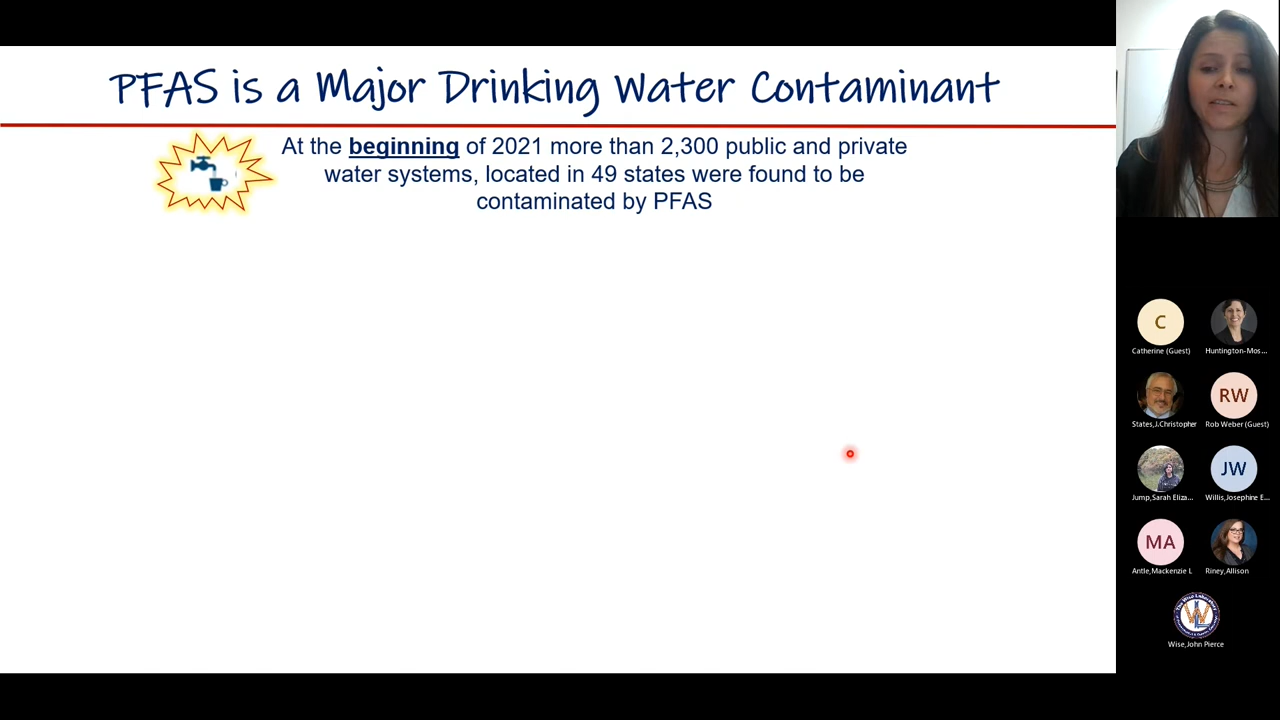 PFAS is a Major Drinking Water Contaminant
At the beginning of 2021 more than 2,300 public and private
water systems, located in 49 states were found to be
contaminated by PFAS
C
Catherine (Guest)
Huntington-Mos...
States,J.Christopher
RW
Rob Weber (Guest)
Jump,Sarah Eliza...
JW
Willis,Josephine E...
MA
Antle,Mackenzie L
Riney,Allison
Wise,John Pierce